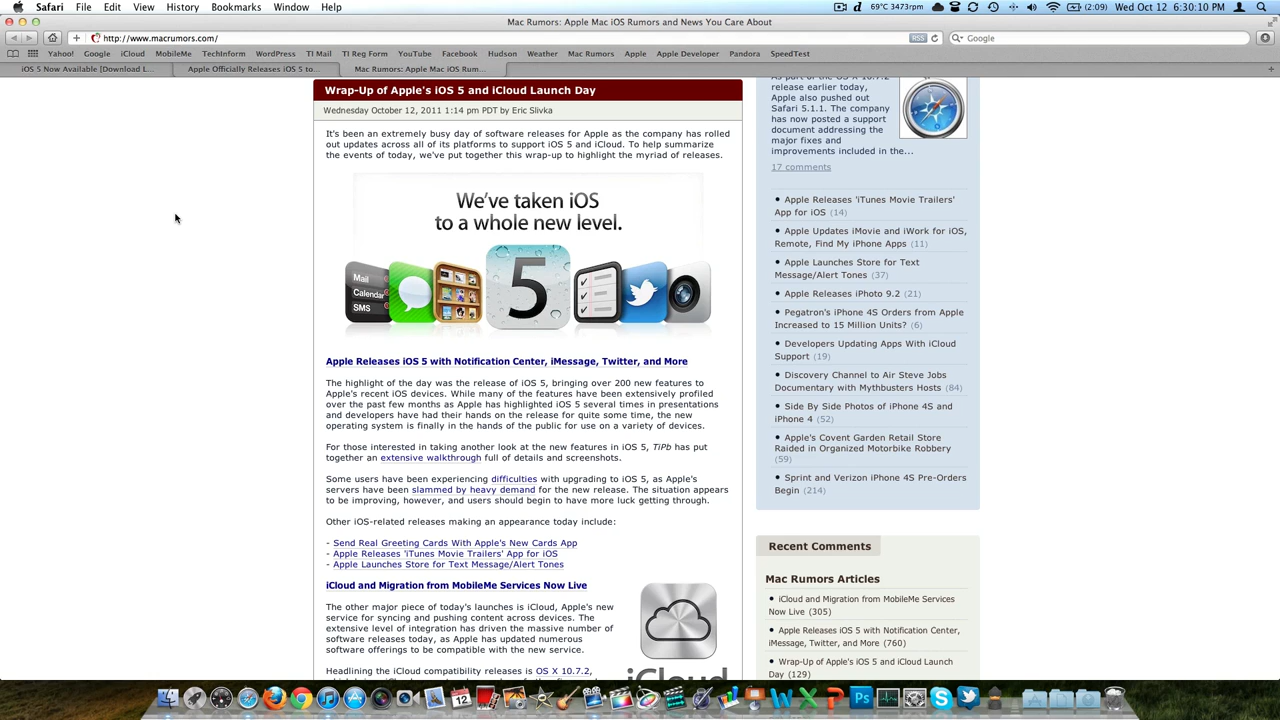 Safari File Edit View History Bookmarks Window Help
69°C 3473rpm (2:09) Wed Oct 12 6:30:10 PM
Mac Rumors: Apple Mac iOS Rumors and News You Care About
http://www.macrumors.com/ RSS Google
Yahoo! Google iCloud MobileMe TechInform WordPress TI Mail TI Reg Form YouTube Facebook Hudson Weather Mac Rumors Apple Apple Developer Pandora SpeedTest
iOS 5 Now Available [Download L... Apple Officially Releases iOS 5 to... Mac Rumors: Apple Mac iOS Rum...
Wrap-Up of Apple's iOS 5 and iCloud Launch Day
Wednesday October 12, 2011 1:14 pm PDT by Eric Slivka
It's been an extremely busy day of software releases for Apple as the company has rolled
out updates across all of its platforms to support iOS 5 and iCloud. To help summarize
the events of today, we've put together this wrap-up to highlight the myriad of releases.
We've taken iOS
to a whole new level.
Mail
Calendar
SMS
5
Apple Releases iOS 5 with Notification Center, iMessage, Twitter, and More
The highlight of the day was the release of iOS 5, bringing over 200 new features to
Apple's recent iOS devices. While many of the features have been extensively profiled
over the past few months as Apple has highlighted iOS 5 several times in presentations
and developers have had their hands on the release for quite some time, the new
operating system is finally in the hands of the public for use on a variety of devices.
For those interested in taking another look at the new features in iOS 5, TiPb has put
together an extensive walkthrough full of details and screenshots.
Some users have been experiencing difficulties with upgrading to iOS 5, as Apple's
servers have been slammed by heavy demand for the new release. The situation appears
to be improving, however, and users should begin to have more luck getting through.
Other iOS-related releases making an appearance today include:
- Send Real Greeting Cards With Apple's New Cards App
- Apple Releases 'iTunes Movie Trailers' App for iOS
- Apple Launches Store for Text Message/Alert Tones
iCloud and Migration from MobileMe Services Now Live
The other major piece of today's launches is iCloud, Apple's new
service for syncing and pushing content across devices. The
extensive level of integration has driven the massive number of
software releases today, as Apple has updated numerous
software offerings to be compatible with the new service.
Headlining the iCloud compatibility releases is OS X 10.7.2,
iCloud
As part of the OS X 10.7.2
release earlier today,
Apple also pushed out
Safari 5.1.1. The company
has now posted a support
document addressing the
major fixes and
improvements included in the...
17 comments
Apple Releases 'iTunes Movie Trailers'
App for iOS (14)
Apple Updates iMovie and iWork for iOS,
Remote, Find My iPhone Apps (11)
Apple Launches Store for Text
Message/Alert Tones (37)
Apple Releases iPhoto 9.2 (21)
Pegatron's iPhone 4S Orders from Apple
Increased to 15 Million Units? (6)
Developers Updating Apps With iCloud
Support (19)
Discovery Channel to Air Steve Jobs
Documentary with Mythbusters Hosts (84)
Side By Side Photos of iPhone 4S and
iPhone 4 (52)
Apple's Covent Garden Retail Store
Raided in Organized Motorbike Robbery
(59)
Sprint and Verizon iPhone 4S Pre-Orders
Begin (214)
Recent Comments
Mac Rumors Articles
iCloud and Migration from MobileMe Services
Now Live (305)
Apple Releases iOS 5 with Notification Center,
iMessage, Twitter, and More (760)
Wrap-Up of Apple's iOS 5 and iCloud Launch
Day (129)